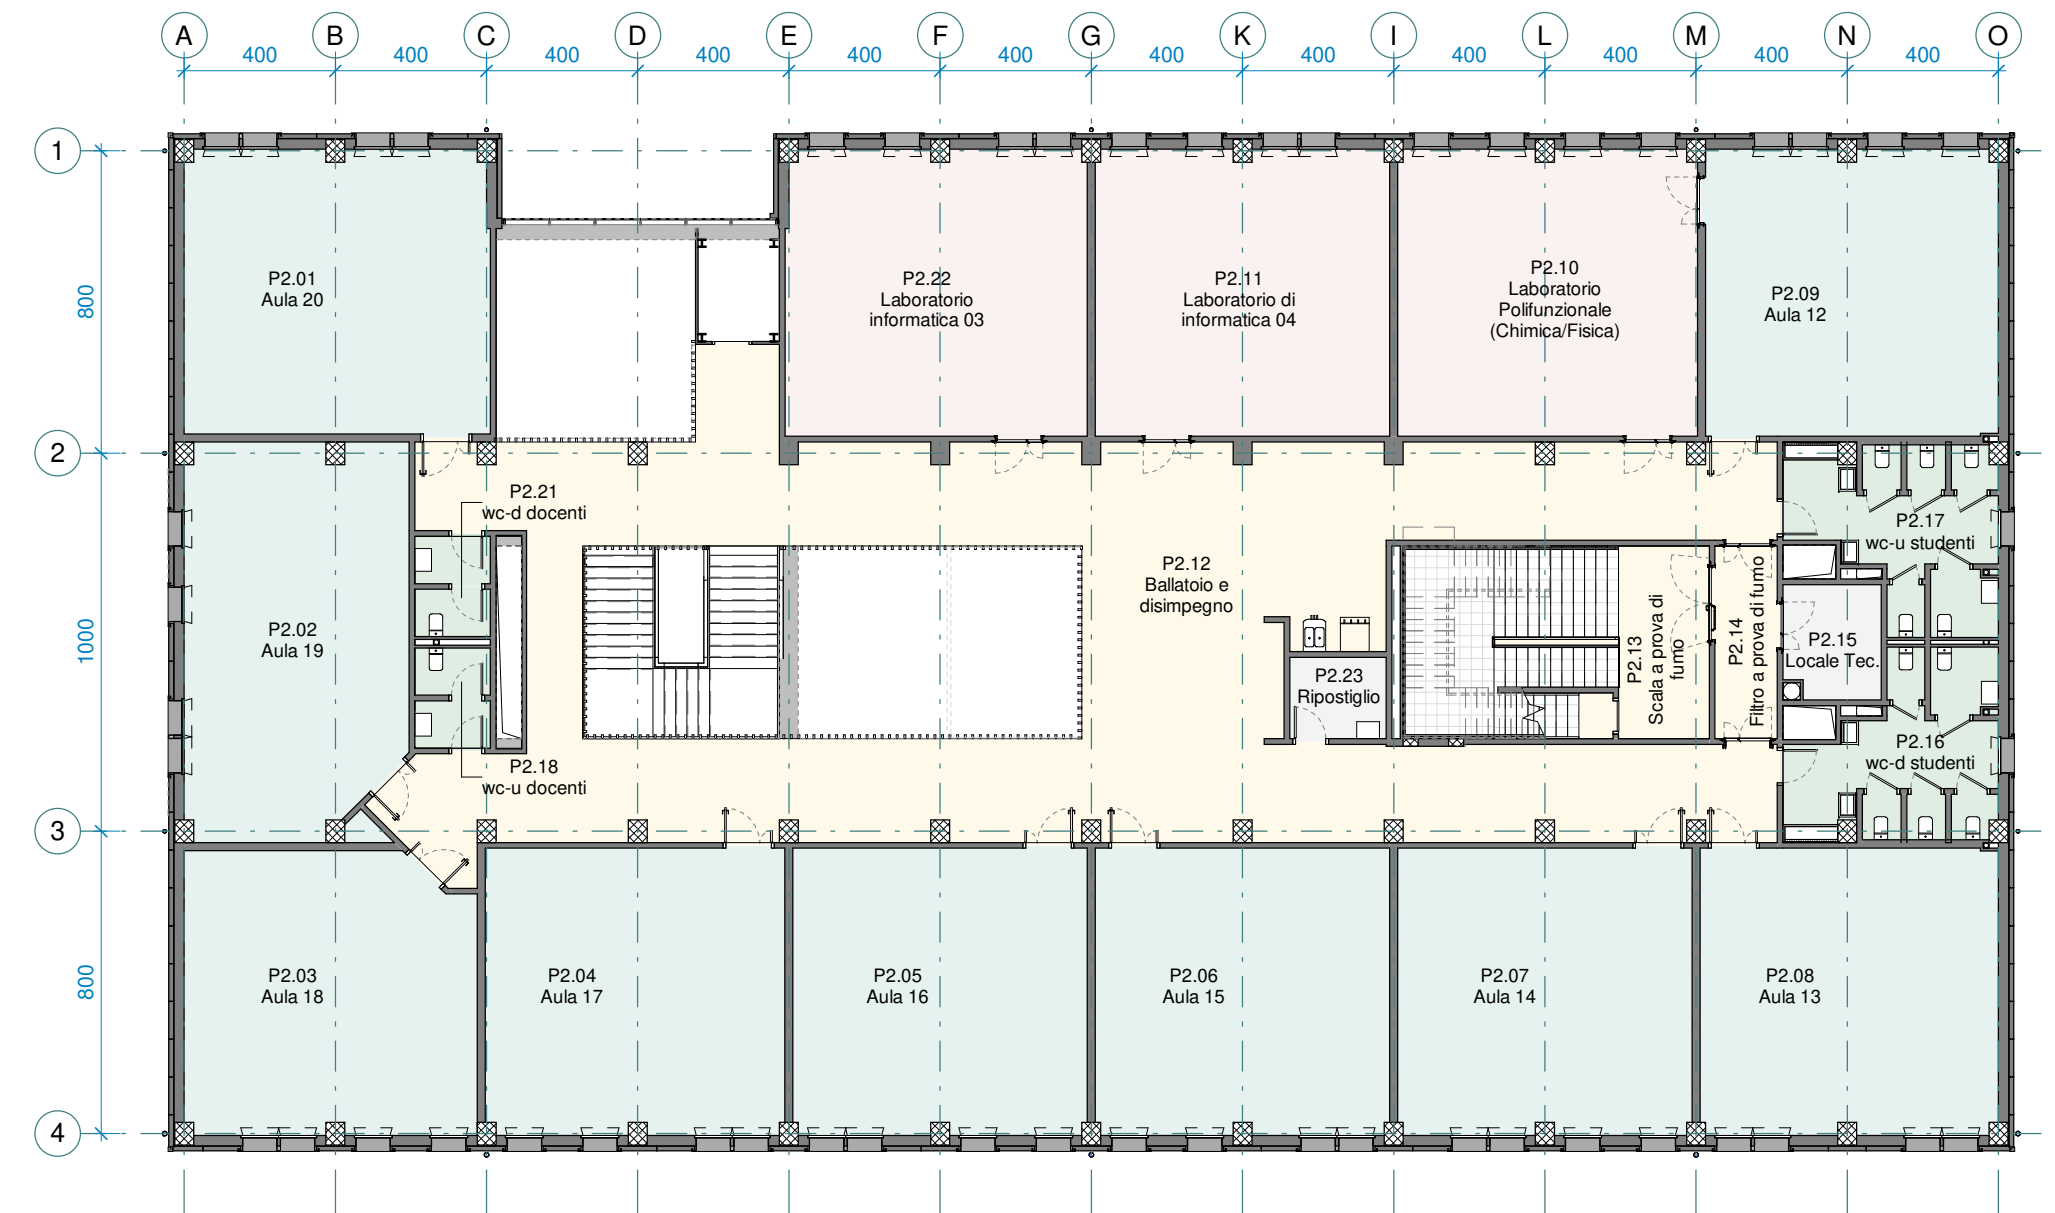 A B C D E F G K I L M N O
400 400 400 400 400 400 400 400 400 400 400 400
1
800
2
1000
3
800
4
P2.01
Aula 20
P2.22
Laboratorio
informatica 03
P2.11
Laboratorio di
informatica 04
P2.10
Laboratorio
Polifunzionale
(Chimica/Fisica)
P2.09
Aula 12
P2.21
wc-d docenti
P2.02
Aula 19
P2.18
wc-u docenti
P2.12
Ballatoio e
disimpegno
P2.23
Ripostiglio
P2.13
Scala a prova di
fumo
P2.14
Filtro a prova di fumo
P2.15
Locale Tec.
P2.17
wc-u studenti
P2.16
wc-d studenti
P2.03
Aula 18
P2.04
Aula 17
P2.05
Aula 16
P2.06
Aula 15
P2.07
Aula 14
P2.08
Aula 13